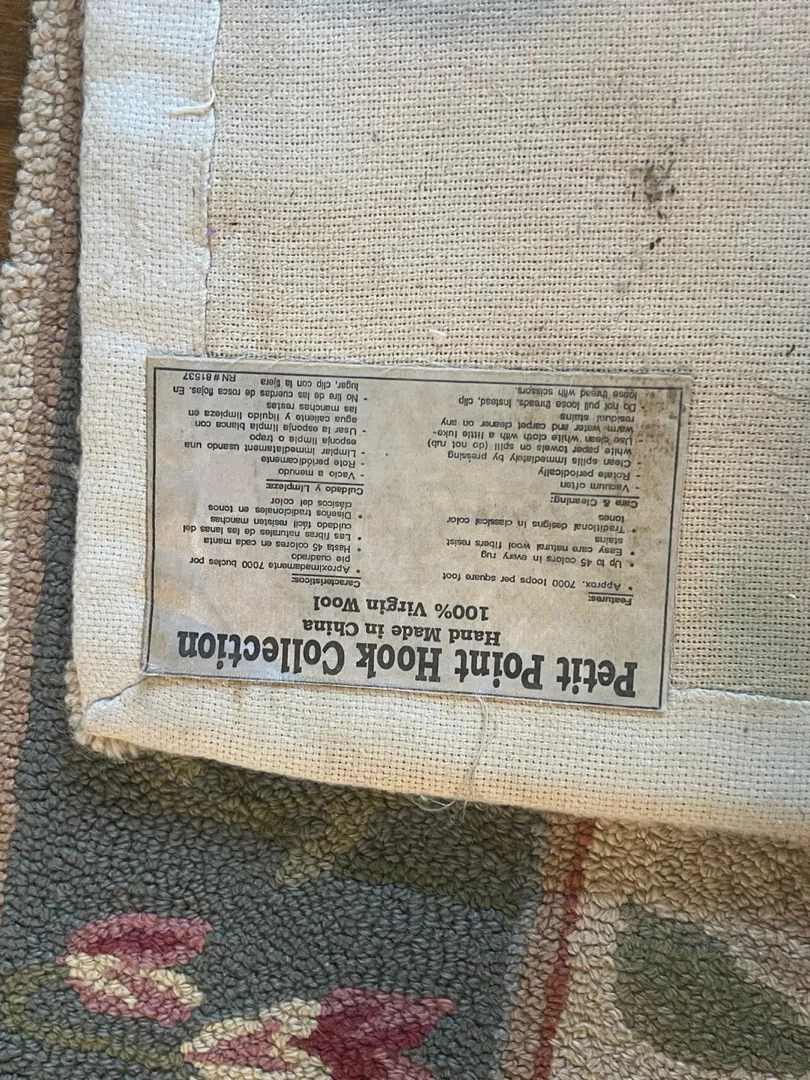 Petit Point Hook Collection
Hand Made in China
100% Virgin Wool
Features:
• Approx. 7000 loops per square foot
• Up to 45 colors in every rug
• Easy care natural wool fibers resist
stains
• Traditional designs in classical color
tones
Care & Cleaning:
- Vacuum often
- Rotate periodically
- Clean spills immediately by pressing
white paper towels on spill (do not rub)
Use clean white cloth with a little luke-
warm water and carpet cleaner on any
residual stains
- Do not pull loose threads. Instead, clip
loose thread with scissors.
Características:
• Aproximadamente 7000 bucles por
pie cuadrado
• Hasta 45 colores en cada manta
• Las fibras naturales de las lanas del
cuidado fácil resisten manchas
• Diseños tradicionales en tonos
clásicos del color
Cuidado y Limpieza:
- Vacie a menudo
- Rote periódicamente
- Limpiar immediatament usando una
esponja limpia o trapo
- Usar la esponja limpia blanca con
agua caliente y líquido limpieza en
las manchas restas
- No tire de las cuerdas de rosca flojas. En
lugar, clip con la tijera
RN # 81537